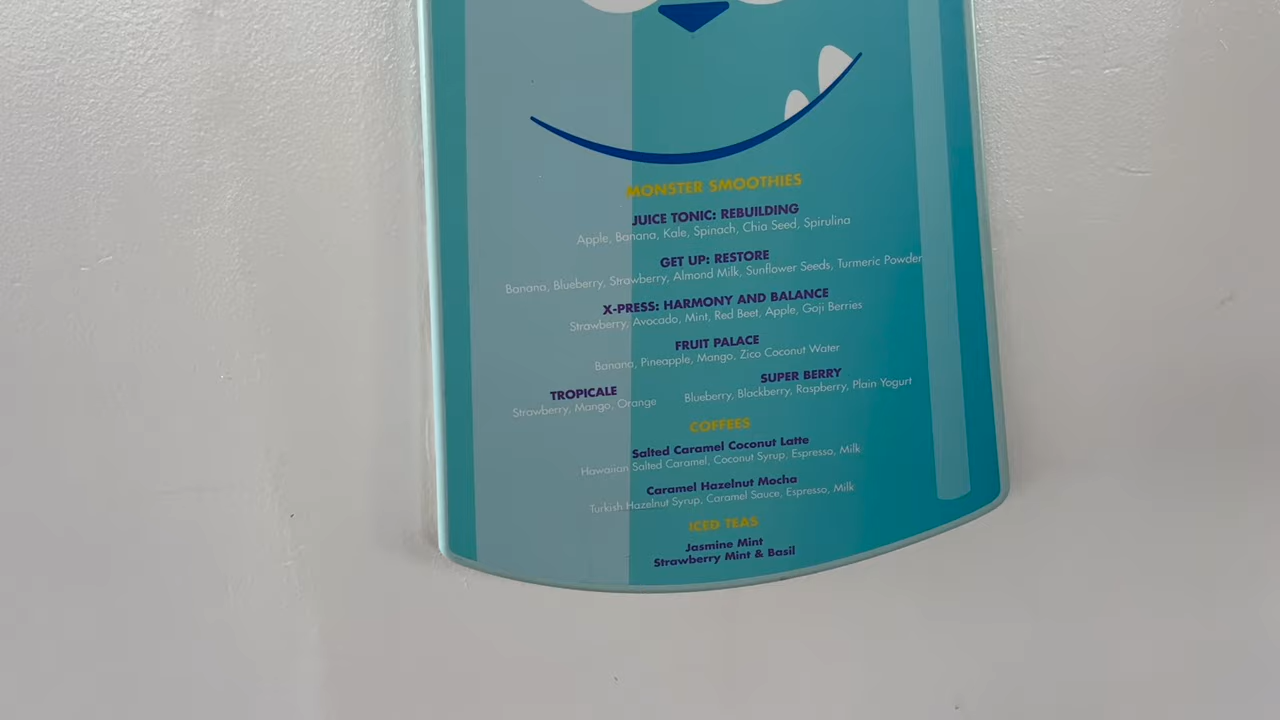 MONSTER SMOOTHIES
JUICE TONIC: REBUILDING
Apple, Banana, Kale, Spinach, Chia Seed, Spirulina
GET UP: RESTORE
Banana, Blueberry, Strawberry, Almond Milk, Sunflower Seeds, Turmeric Powder
X-PRESS: HARMONY AND BALANCE
Strawberry, Avocado, Mint, Red Beet, Apple, Goji Berries
FRUIT PALACE
Banana, Pineapple, Mango, Zico Coconut Water
TROPICALE
Strawberry, Mango, Orange
SUPER BERRY
Blueberry, Blackberry, Raspberry, Plain Yogurt
COFFEES
Salted Caramel Coconut Latte
Hawaiian Salted Caramel, Coconut Syrup, Espresso, Milk
Caramel Hazelnut Mocha
Turkish Hazelnut Syrup, Caramel Sauce, Espresso, Milk
ICED TEAS
Jasmine Mint
Strawberry Mint & Basil